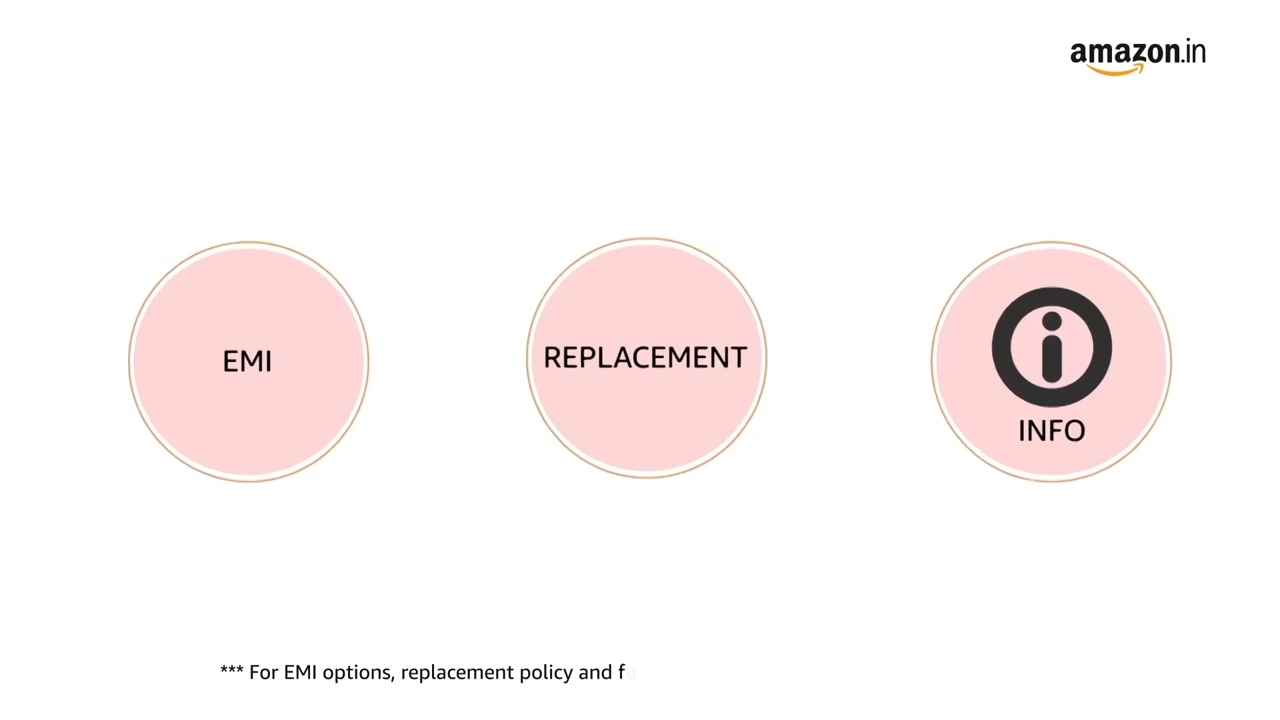 amazon.in
EMI
REPLACEMENT
INFO
*** For EMI options, replacement policy and